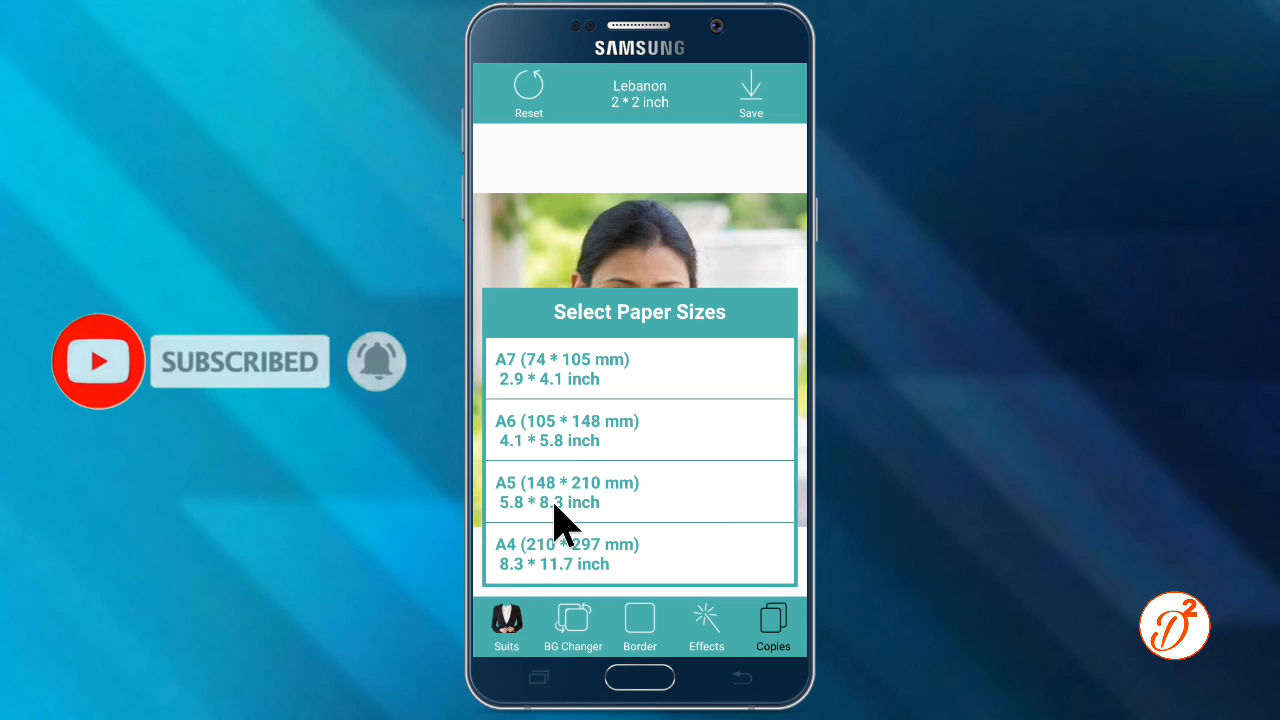 SAMSUNG
Reset
Lebanon
2 * 2 inch
Save
Select Paper Sizes
A7 (74 * 105 mm)
2.9 * 4.1 inch
A6 (105 * 148 mm)
4.1 * 5.8 inch
A5 (148 * 210 mm)
5.8 * 8.3 inch
A4 (210 * 297 mm)
8.3 * 11.7 inch
Suits
BG Changer
Border
Effects
Copies
SUBSCRIBED
D2